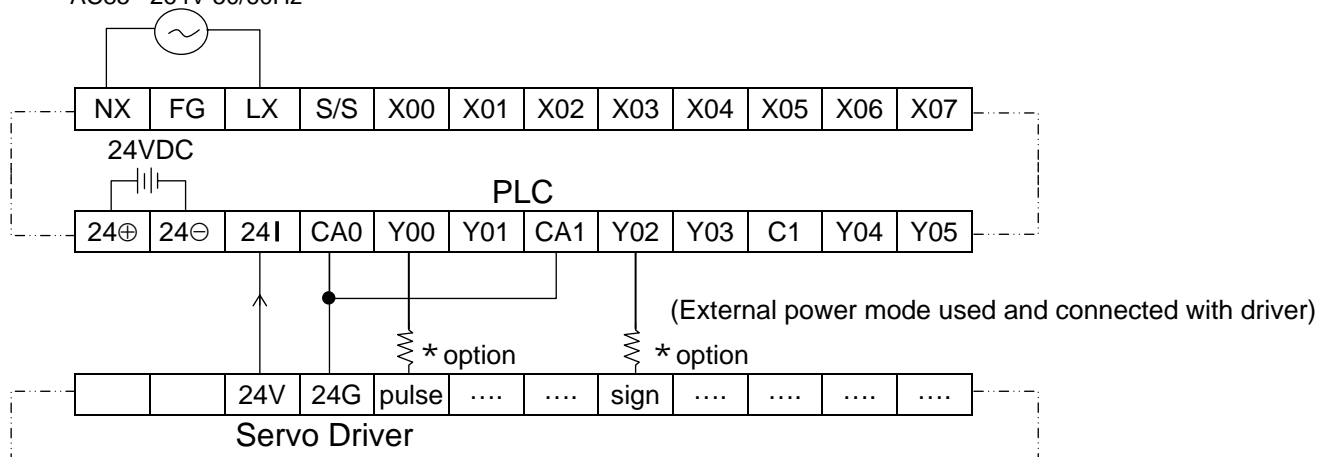 NX FG LX S/S X00 X01 X02 X03 X04 X05 X06 X07
24VDC
PLC
24⊕ 24⊖ 24I CA0 Y00 Y01 CA1 Y02 Y03 C1 Y04 Y05
(External power mode used and connected with driver)
* option * option
24V 24G pulse .... .... sign .... .... .... ....
Servo Driver